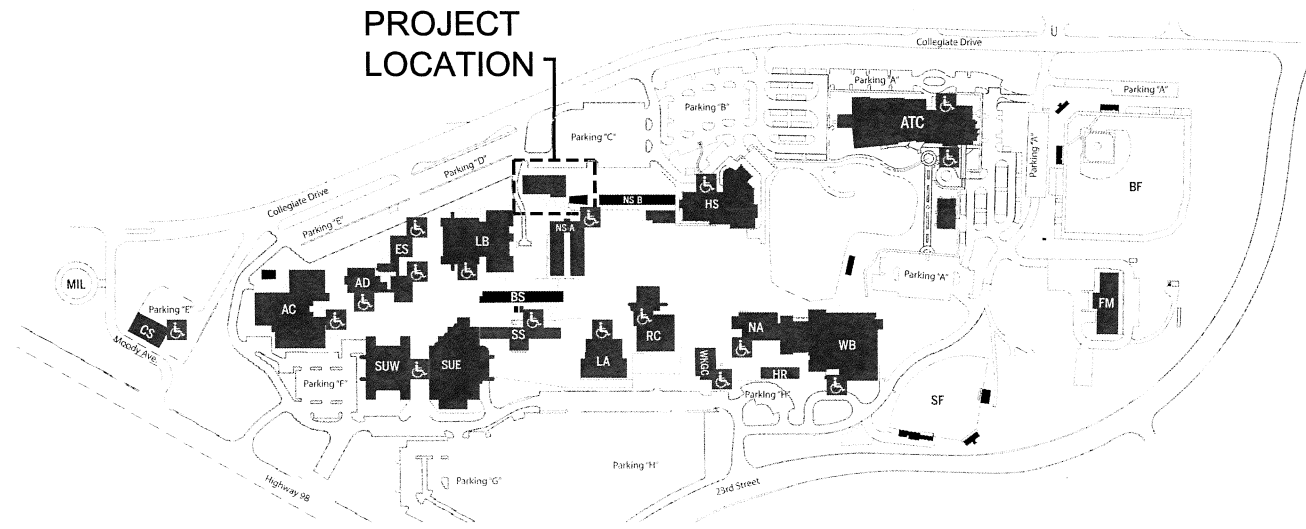 PROJECT
LOCATION
U
Collegiate Drive
Parking "A"
Parking "A"
Parking "B"
ATC
Parking "C"
Parking "A"
Parking "D"
BF
NS B
HS
Collegiate Drive
Parking "E"
NS A
ES
LB
MIL
AD
Parking "A"
Parking "E"
AC
BS
FM
CS
SS
RC
NA
WB
Moody Ave.
SUW
SUE
LA
WKGC
HR
Parking "F"
Parking "H"
SF
Parking "H"
Parking "G"
Highway 98
23rd Street